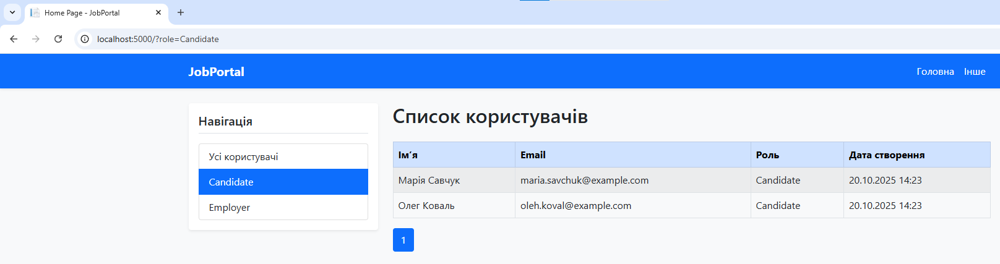 Home Page - JobPortal
localhost:5000/?role=Candidate
JobPortal
Головна Інше
Навігація
Усі користувачі
Candidate
Employer
Список користувачів
Ім’я Email Роль Дата створення
Марія Савчук maria.savchuk@example.com Candidate 20.10.2025 14:23
Олег Коваль oleh.koval@example.com Candidate 20.10.2025 14:23
1